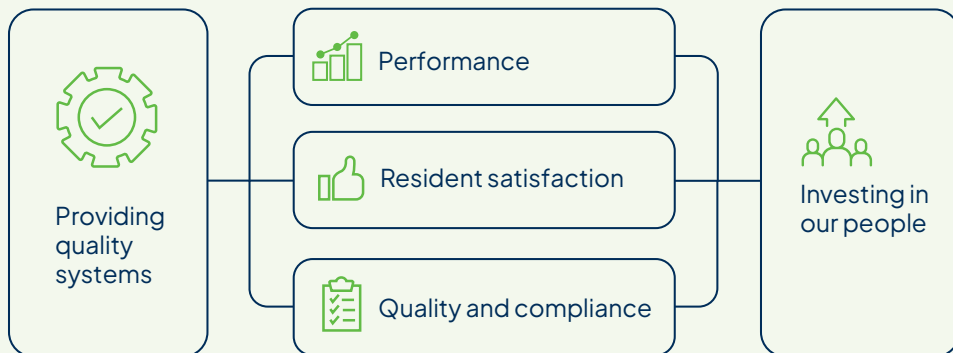 Providing
quality
systems
Performance
Resident satisfaction
Quality and compliance
Investing in
our people